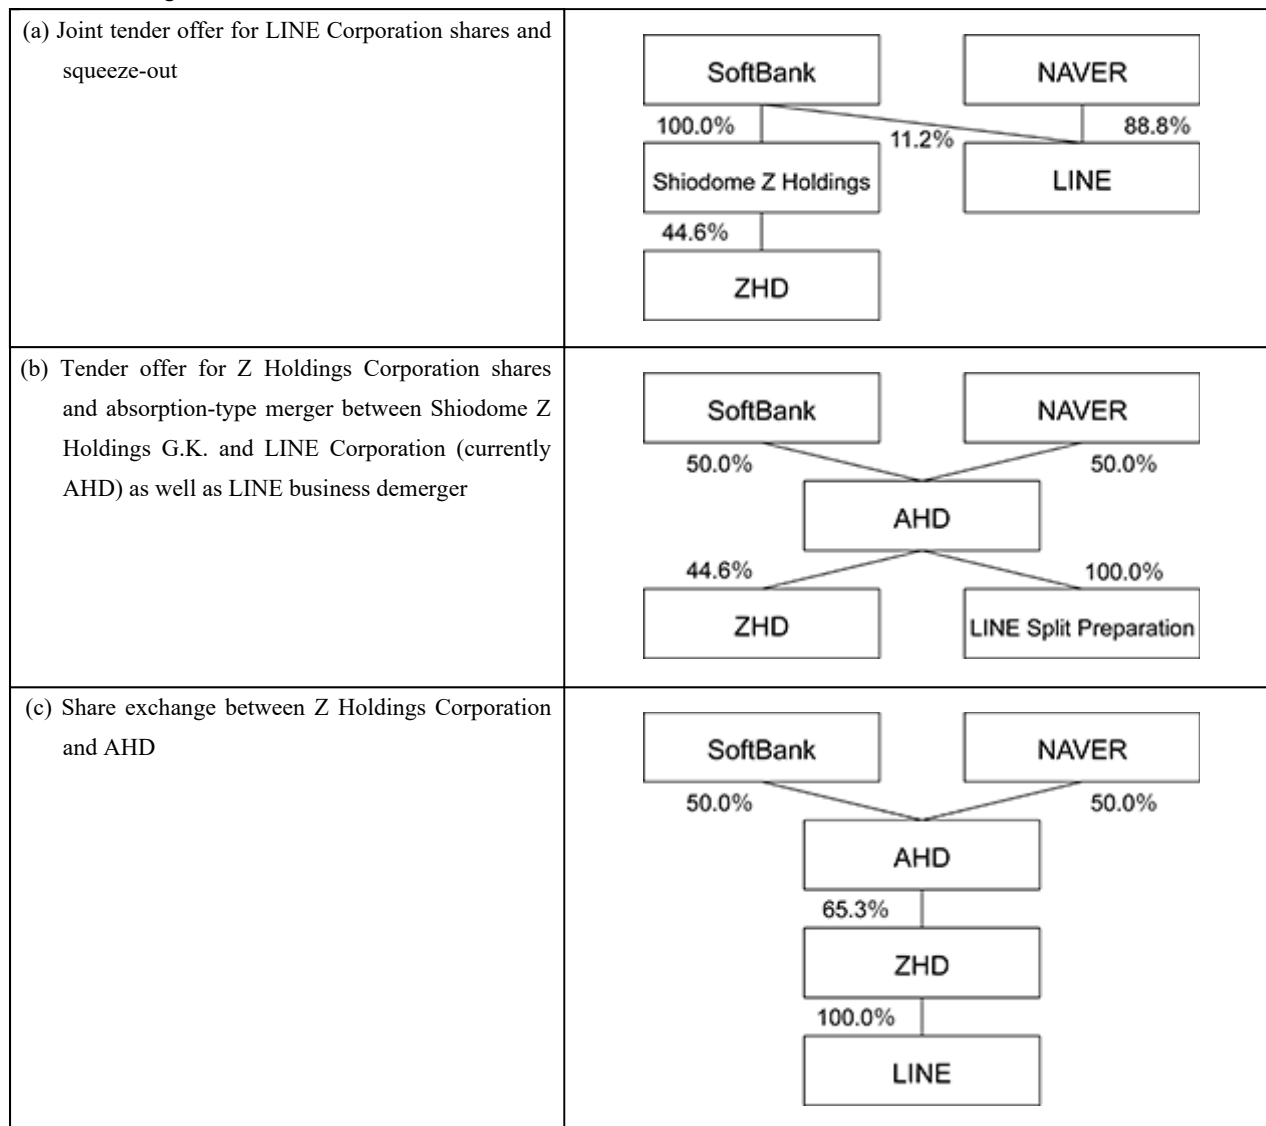 (a) Joint tender offer for LINE Corporation shares and
squeeze-out
SoftBank
NAVER
100.0%
11.2%
88.8%
Shiodome Z Holdings
LINE
44.6%
ZHD
(b) Tender offer for Z Holdings Corporation shares
and absorption-type merger between Shiodome Z
Holdings G.K. and LINE Corporation (currently
AHD) as well as LINE business demerger
SoftBank
NAVER
50.0%
50.0%
AHD
44.6%
100.0%
ZHD
LINE Split Preparation
(c) Share exchange between Z Holdings Corporation
and AHD
SoftBank
NAVER
50.0%
50.0%
AHD
65.3%
ZHD
100.0%
LINE